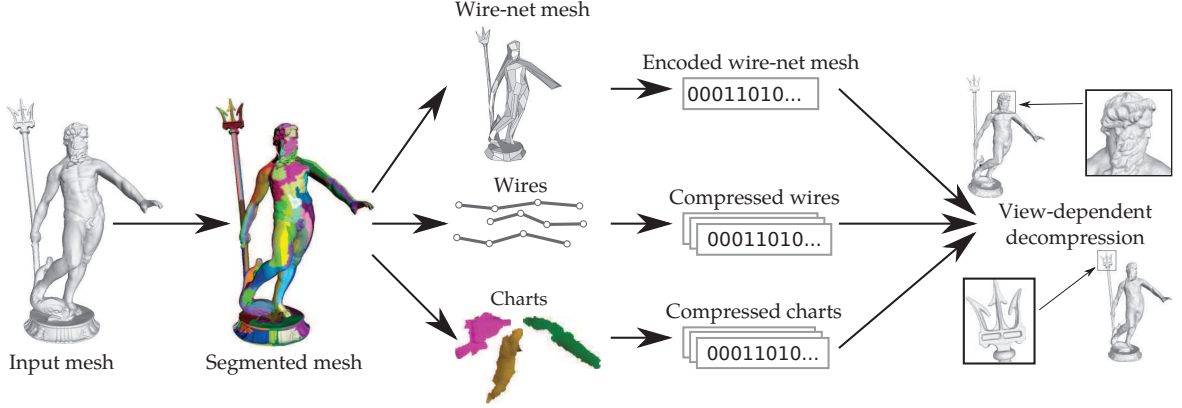 Wire-net mesh
Encoded wire-net mesh
00011010...
Wires
Compressed wires
00011010...
View-dependent
decompression
Charts
Compressed charts
00011010...
Input mesh
Segmented mesh